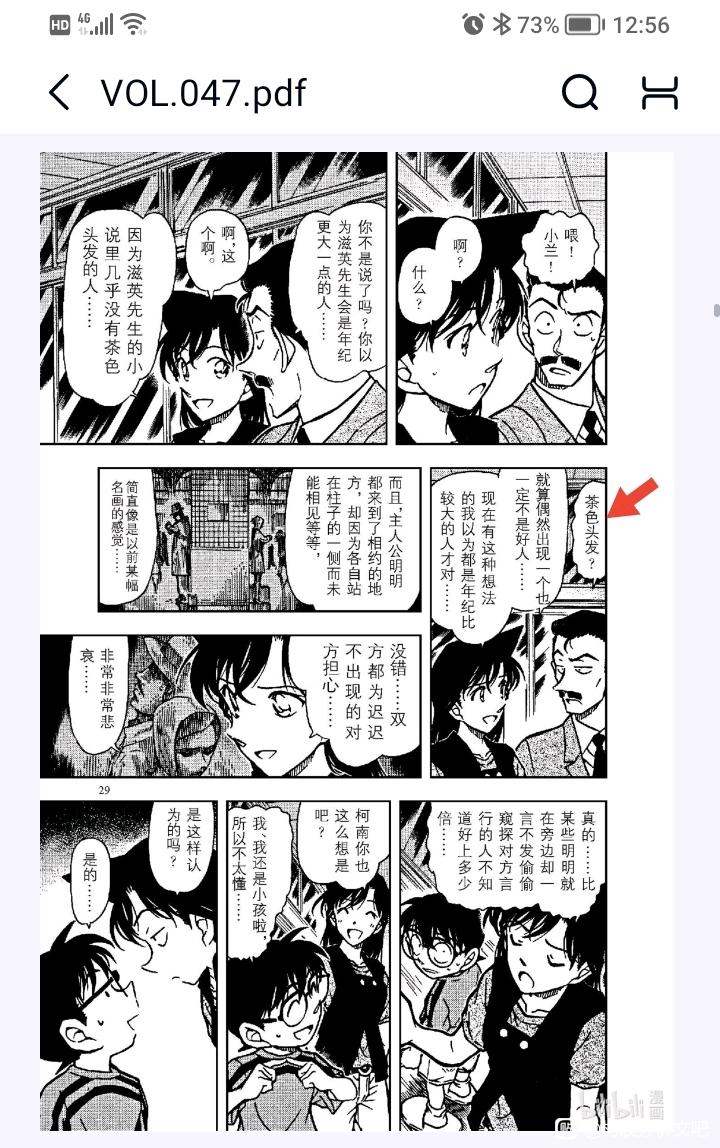 HD 4G 73% 12:56
VOL.047.pdf
喂！
小兰！
啊？
什么？
你不是说了吗？你以
为滋英先生会是年纪
更大一点的人……
啊，这
个啊。
因为滋英先生的小
说里几乎没有茶色
头发的人……
茶色头发？
就算偶然出现一个也
一定不是好人……
现在有这种想法
的我以为都是年纪比
较大的人才对……
而且，主人公明明
都来到了相约的地
方，却因为各自站
在柱子的一侧而未
能相见等等，
简直像是以前某幅
名画的感觉……
没错……双
方都为迟迟
不出现的对
方担心……
非常非常悲
哀……
29
真的……比
某些明明就
在旁边却一
言不发偷偷
窥探对方言
行的人不知
道好上多少
倍……
柯南你也
这么想是
吧？
我、我还是小孩啦，
所以不太懂……
是这样认
为的吗？
是的……
bilibili
漫画